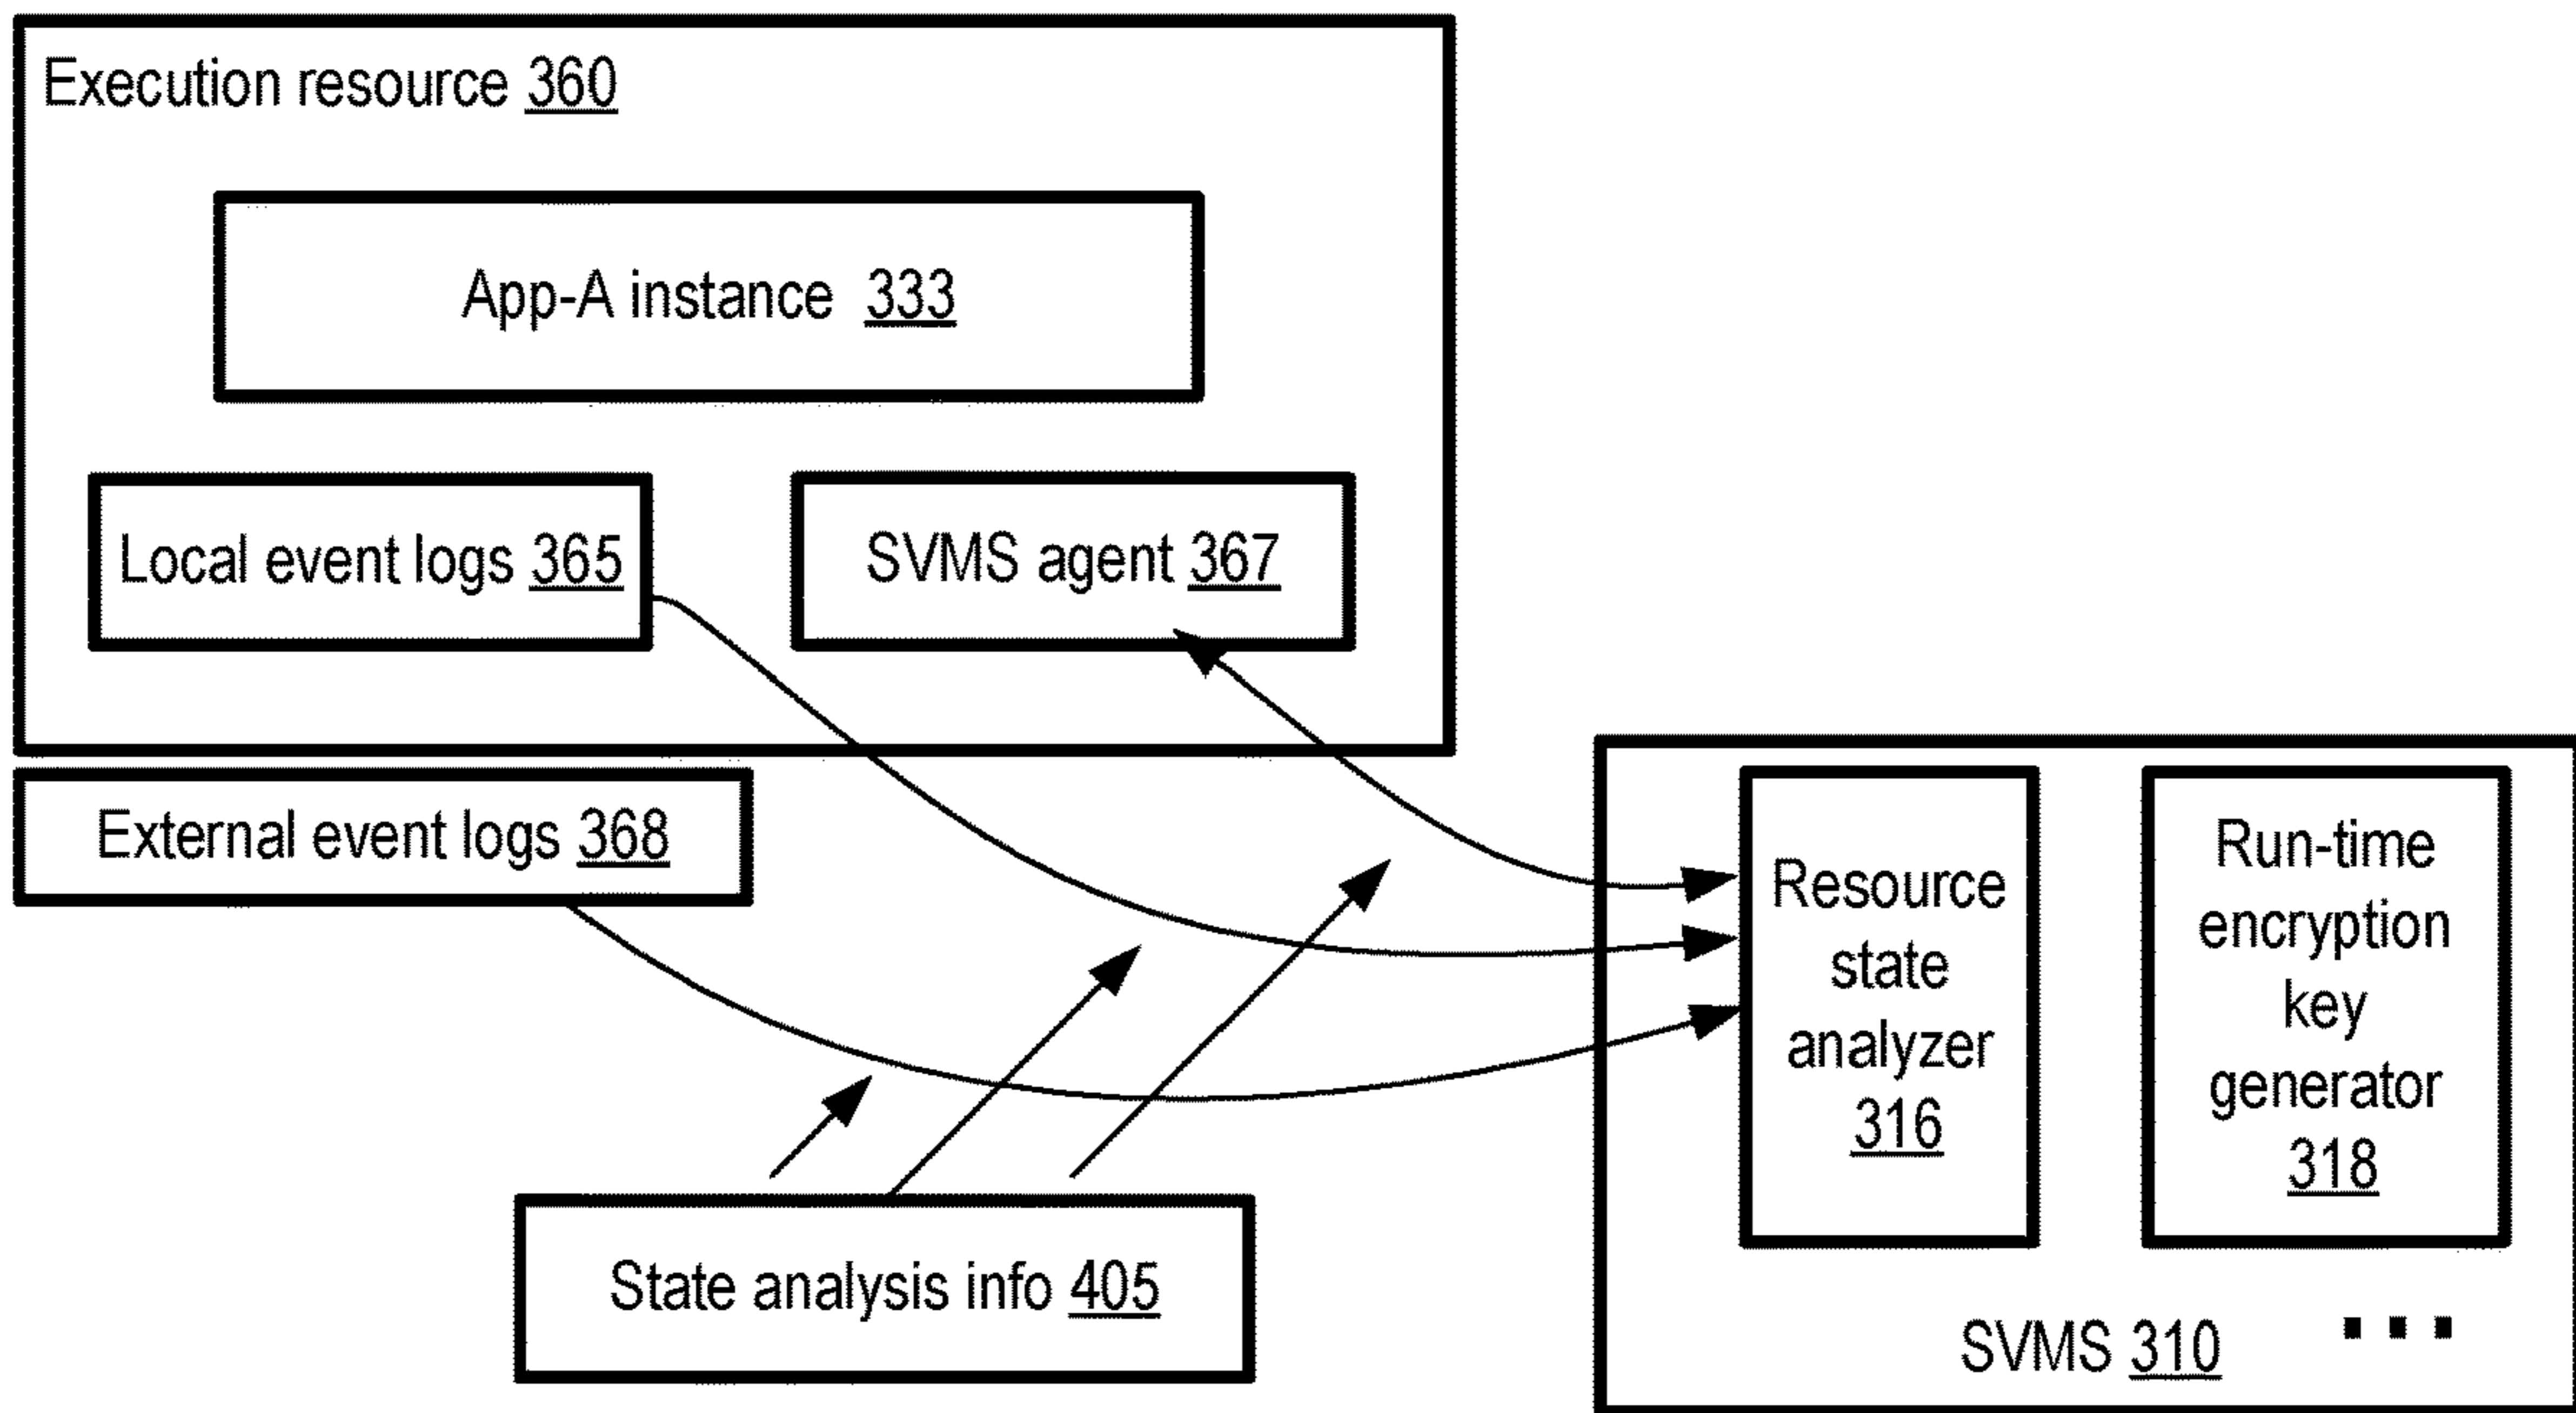 Execution resource 360
App-A instance 333
Local event logs 365
SVMS agent 367
External event logs 368
Resource
state
analyzer
316
Run-time
encryption
key
generator
318
State analysis info 405
SVMS 310